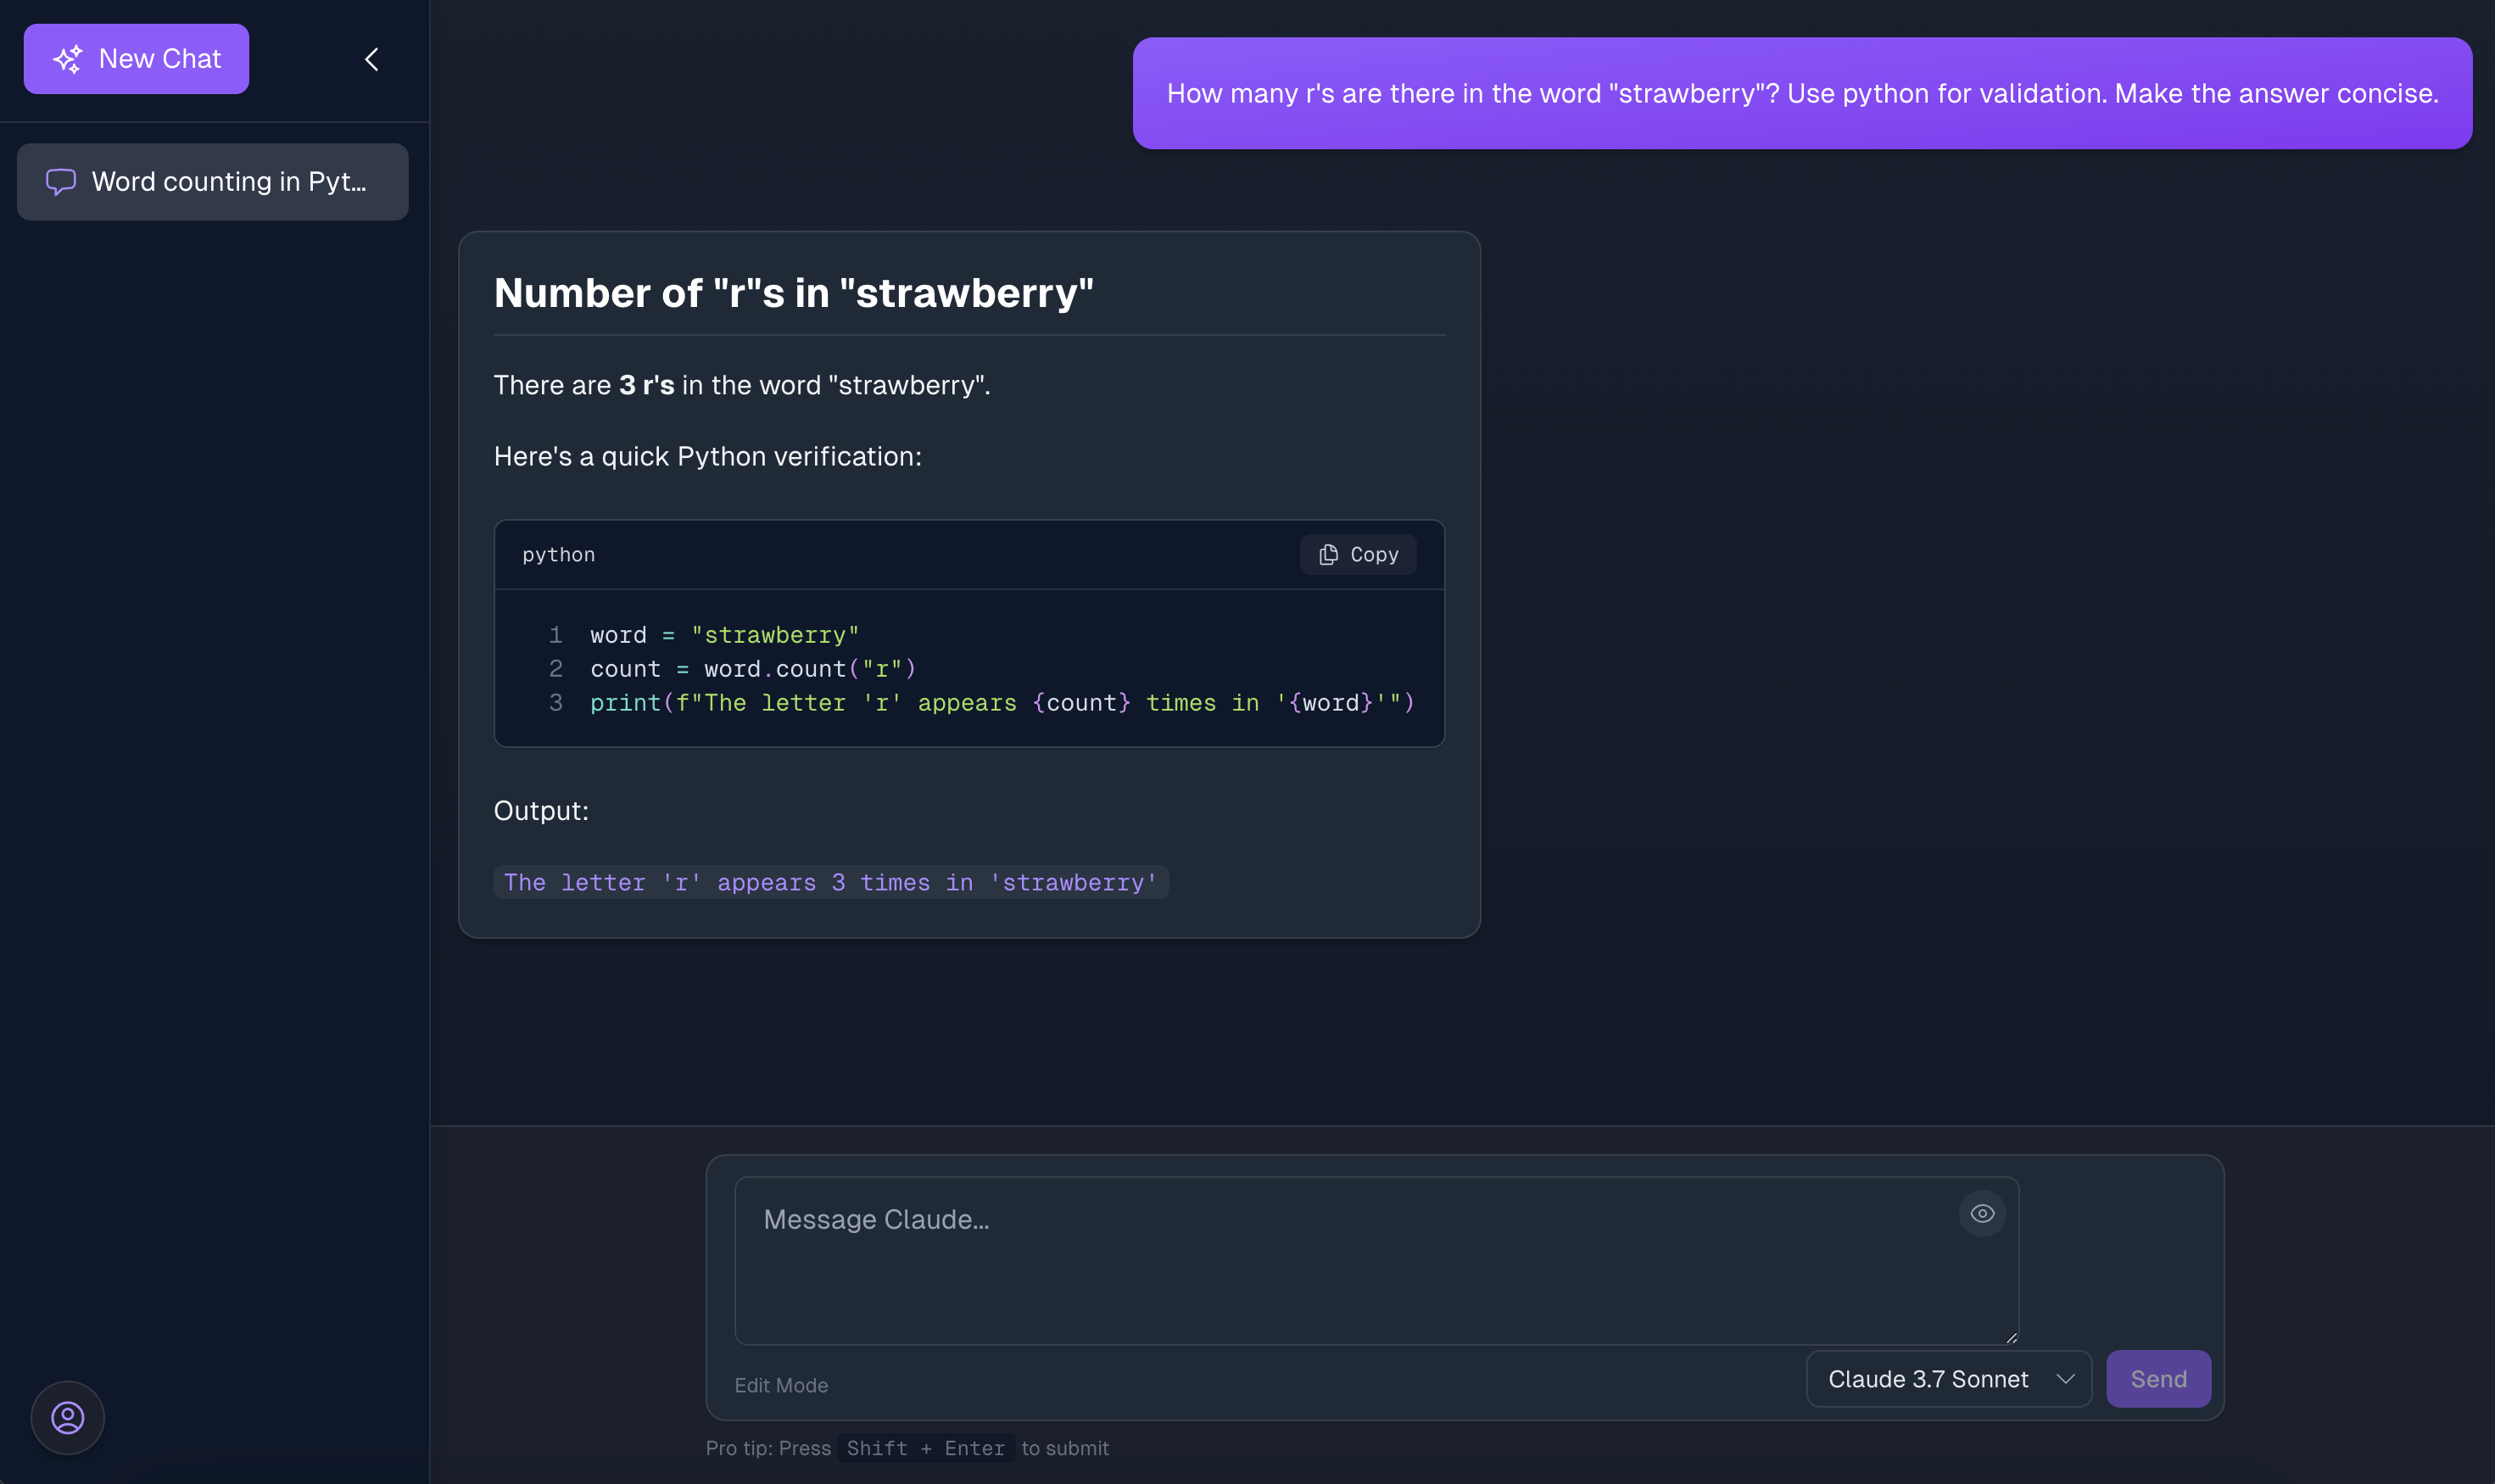 New Chat
Word counting in Pyt...
How many r's are there in the word "strawberry"? Use python for validation. Make the answer concise.
Number of "r"s in "strawberry"
There are 3 r's in the word "strawberry".
Here's a quick Python verification:
python
Copy
1 word = "strawberry"
2 count = word.count("r")
3 print(f"The letter 'r' appears {count} times in '{word}'")
Output:
The letter 'r' appears 3 times in 'strawberry'
Message Claude...
Edit Mode
Claude 3.7 Sonnet
Send
Pro tip: Press Shift + Enter to submit